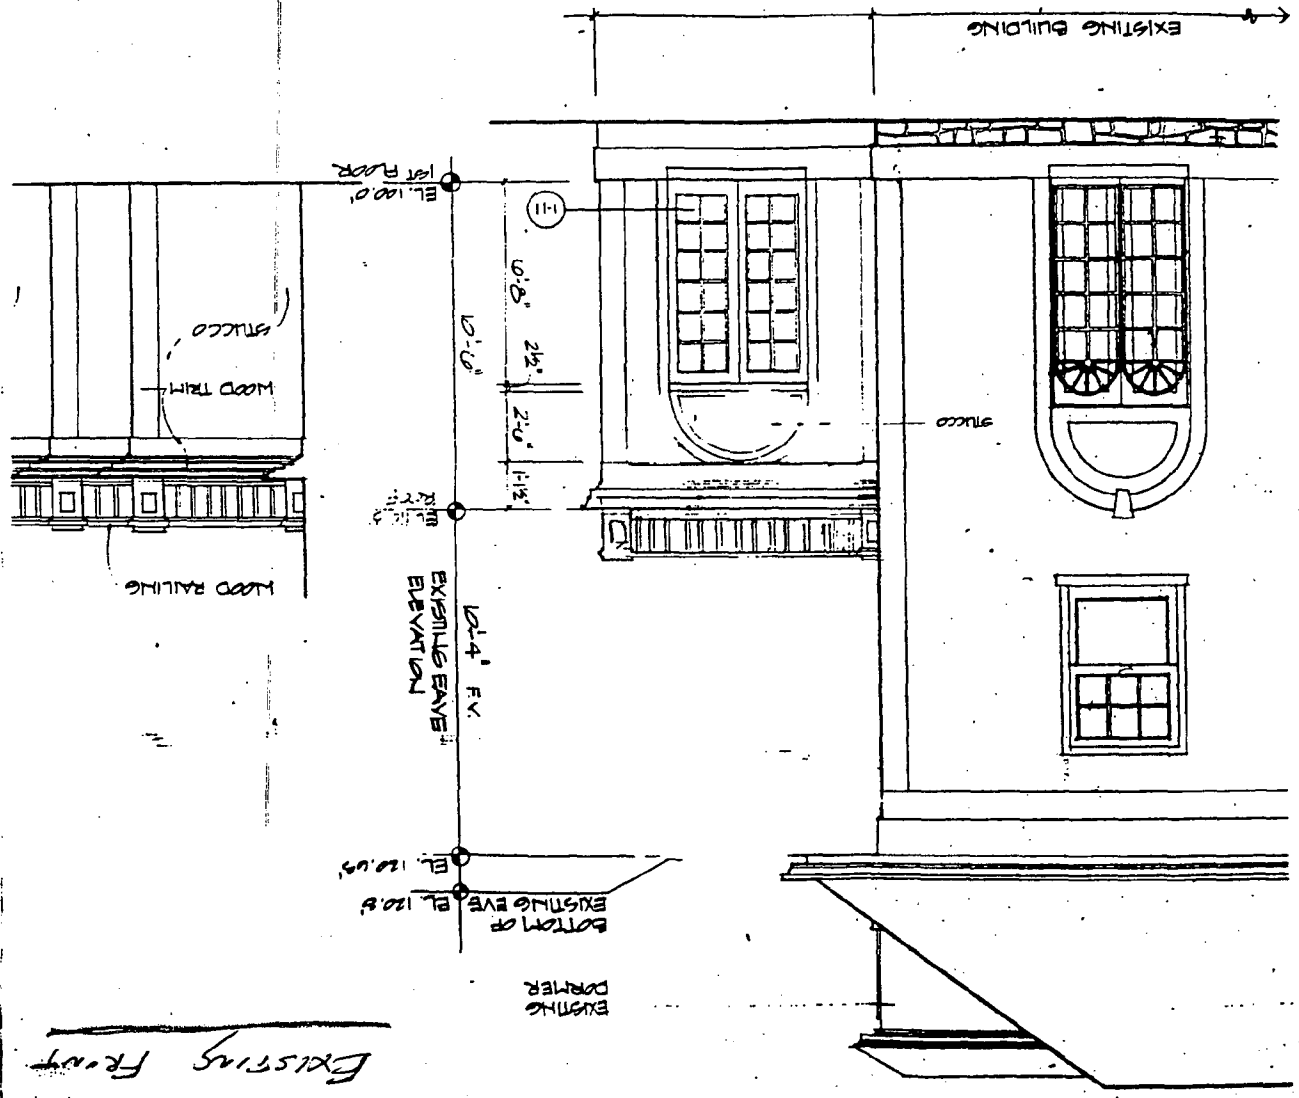 Existing Front
EXISTING
DORMER
BOTTOM OF
EXISTING EVE
EL. 120.8'
EL. 120.65'
EXISTING EAVE
ELEVATION
10'-4" F.V.
WOOD RAILING
WOOD TRIM
STUCCO
STUCCO
1'-1½"
2'-6"
2½"
6'-8"
10'-6"
1-11
EL. 100.0'
1ST FLOOR
EXISTING BUILDING